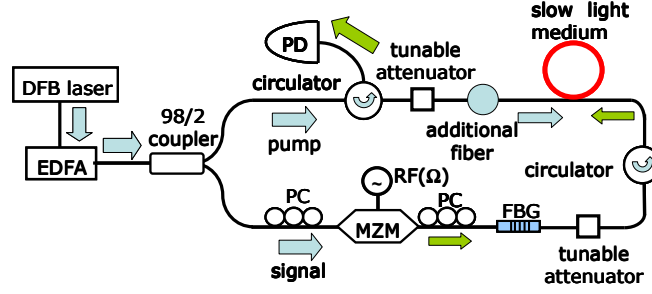 slow light
medium
PD
tunable
attenuator
circulator
DFB laser
98/2
coupler
pump
additional
fiber
circulator
EDFA
RF(Ω)
~
PC
PC
FBG
MZM
signal
tunable
attenuator